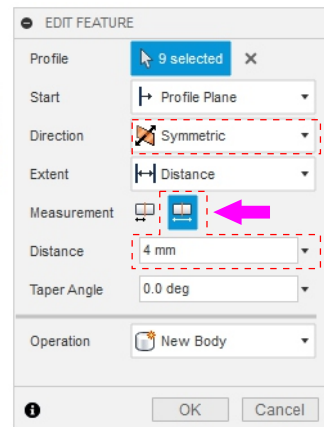 EDIT FEATURE
Profile 9 selected
Start Profile Plane
Direction Symmetric
Extent Distance
Measurement
Distance 4 mm
Taper Angle 0.0 deg
Operation New Body
OK Cancel